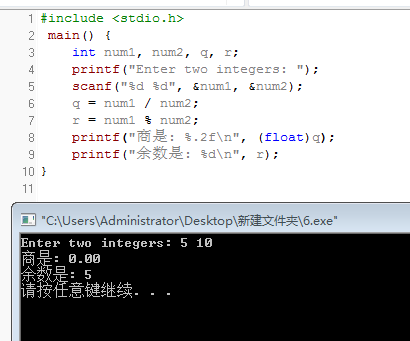 1 #include <stdio.h>
2 main() {
3 int num1, num2, q, r;
4 printf("Enter two integers: ");
5 scanf("%d %d", &num1, &num2);
6 q = num1 / num2;
7 r = num1 % num2;
8 printf("商是: %.2f\n", (float)q);
9 printf("余数是: %d\n", r);
10 }
11
"C:\Users\Administrator\Desktop\新建文件夹\6.exe"
Enter two integers: 5 10
商是: 0.00
余数是: 5
请按任意键继续. . .